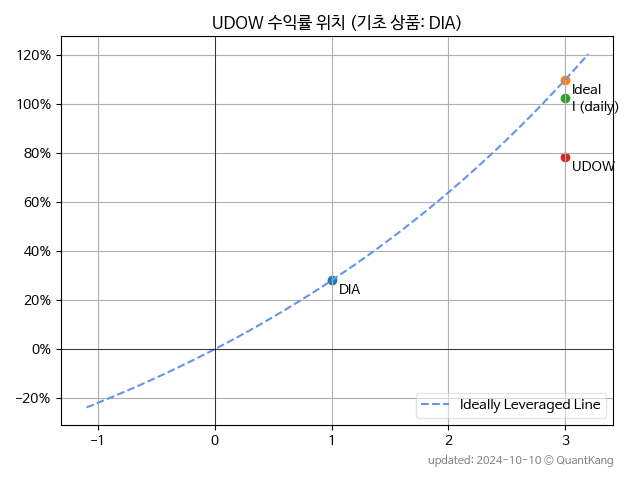 UDOW 수익률 위치 (기초 상품: DIA)
120%
100%
80%
60%
40%
20%
0%
−20%
Ideal
I (daily)
UDOW
DIA
Ideally Leveraged Line
−1
0
1
2
3
updated: 2024-10-10 © QuantKang